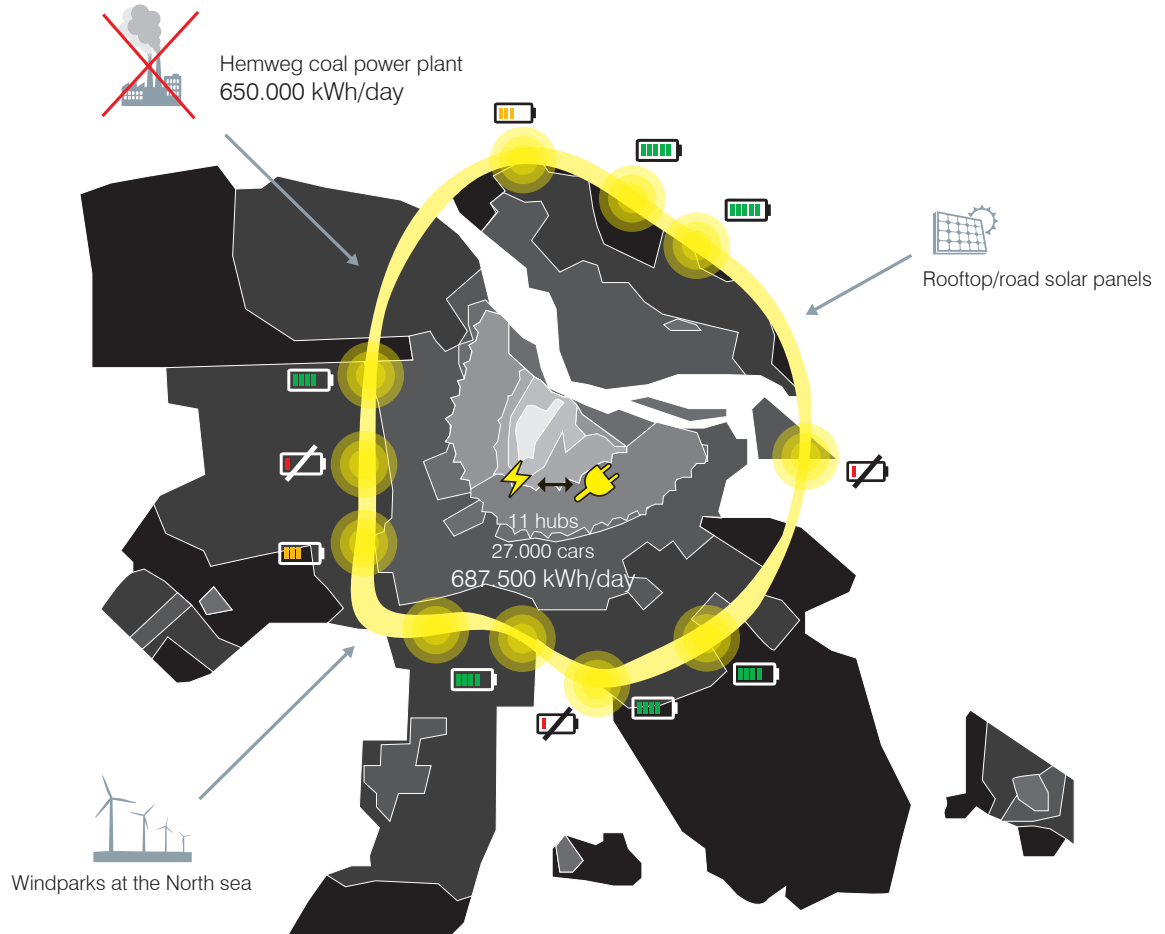 Hemweg coal power plant
650.000 kWh/day
Rooftop/road solar panels
11 hubs
27.000 cars
687.500 kWh/day
Windparks at the North sea